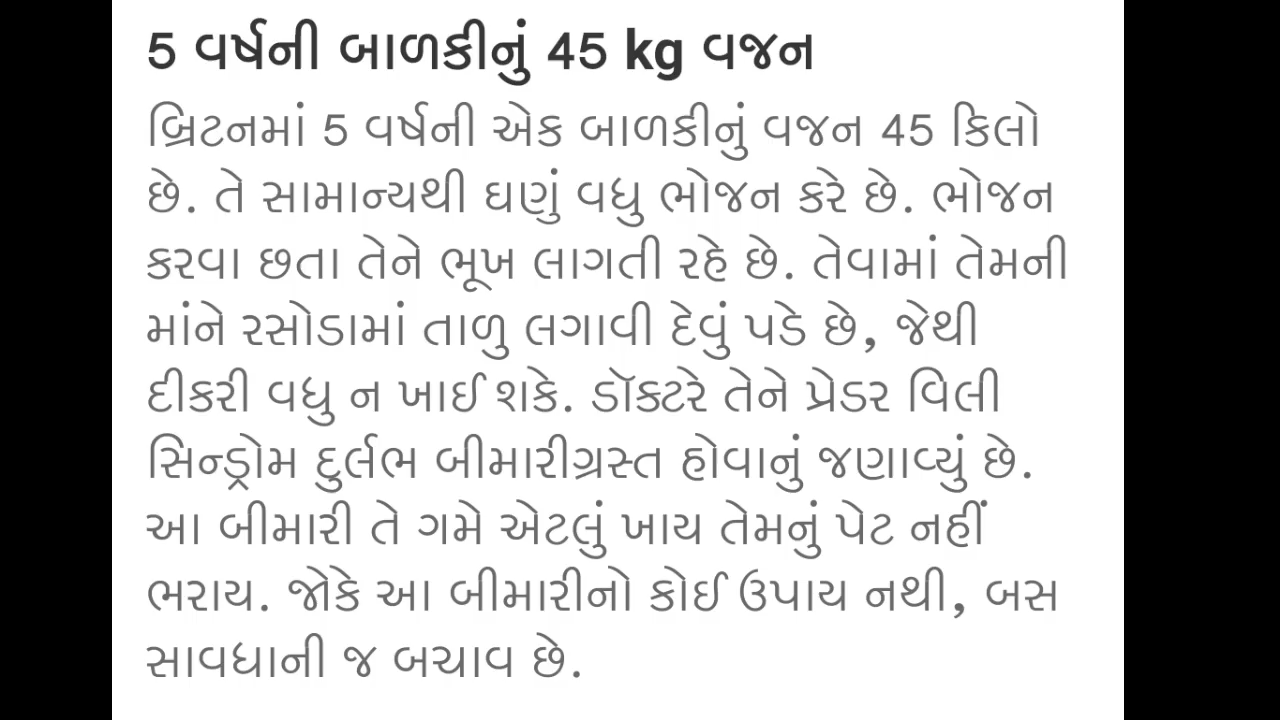 5 વર્ષની બાળકીનું 45 kg વજન
બ્રિટનમાં 5 વર્ષની એક બાળકીનું વજન 45 કિલો
છે. તે સામાન્યથી ઘણું વધુ ભોજન કરે છે. ભોજન
કરવા છતા તેને ભૂખ લાગતી રહે છે. તેવામાં તેમની
માંને રસોડામાં તાળુ લગાવી દેવું પડે છે, જેથી
દીકરી વધુ ન ખાઈ શકે. ડૉક્ટરે તેને પ્રેડર વિલી
સિન્ડ્રોમ દુર્લભ બીમારીગ્રસ્ત હોવાનું જણાવ્યું છે.
આ બીમારી તે ગમે એટલું ખાય તેમનું પેટ નહીં
ભરાય. જોકે આ બીમારીનો કોઈ ઉપાય નથી, બસ
સાવધાની જ બચાવ છે.